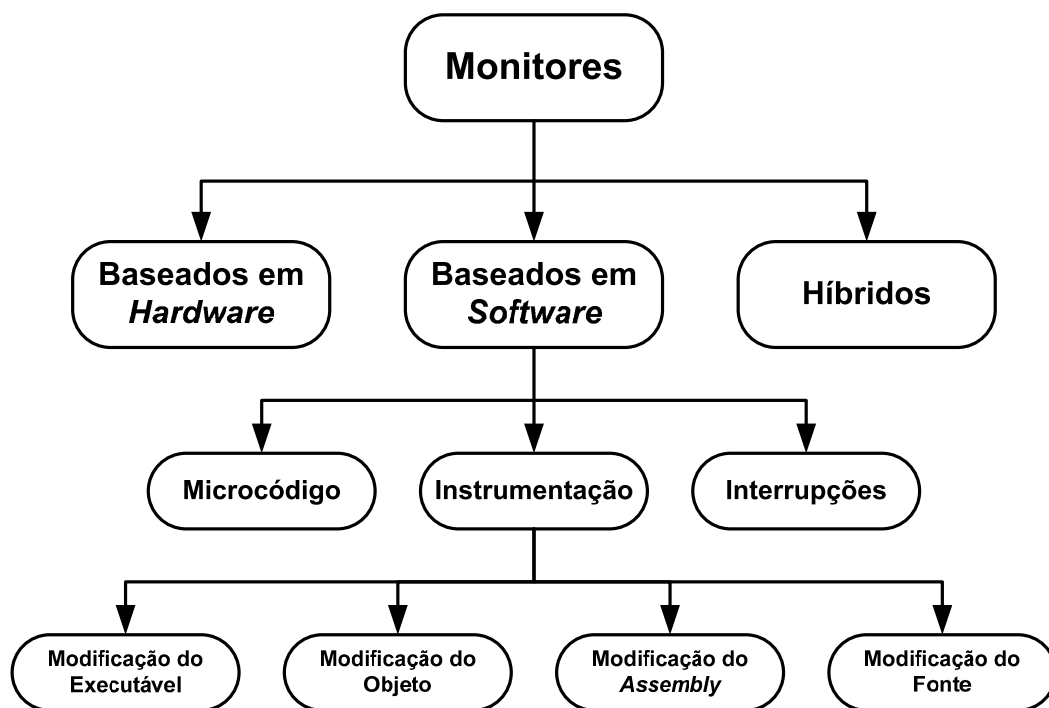 Monitores
Baseados em
Hardware
Baseados em
Software
Híbridos
Microcódigo
Instrumentação
Interrupções
Modificação do
Executável
Modificação do
Objeto
Modificação do
Assembly
Modificação do
Fonte